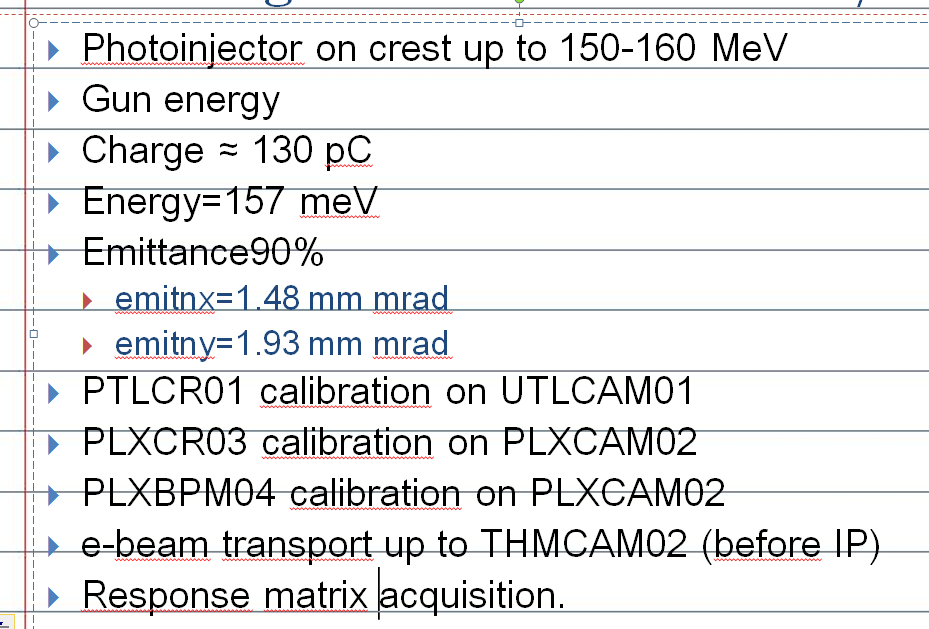 Photoinjector on crest up to 150-160 MeV
Gun energy
Charge ≈ 130 pC
Energy=157 meV
Emittance90%
emitnx=1.48 mm mrad
emitny=1.93 mm mrad
PTLCR01 calibration on UTLCAM01
PLXCR03 calibration on PLXCAM02
PLXBPM04 calibration on PLXCAM02
e-beam transport up to THMCAM02 (before IP)
Response matrix acquisition.